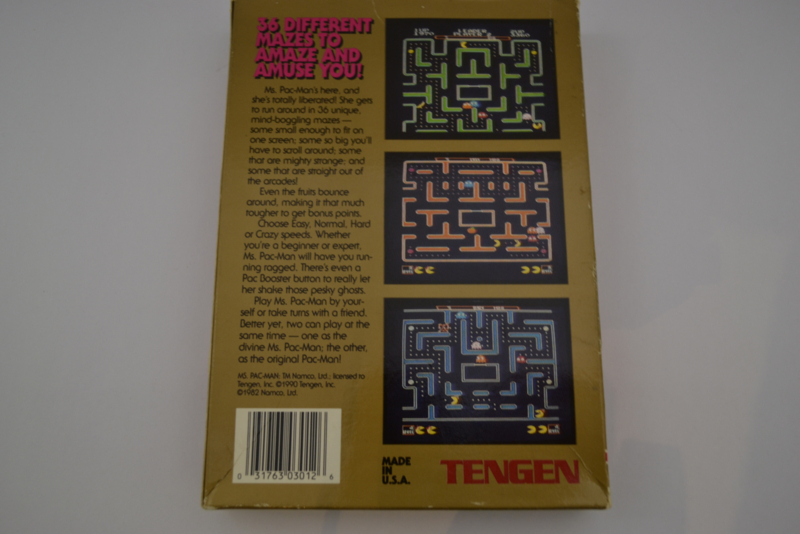 36 DIFFERENT
MAZES TO
AMAZE AND
AMUSE YOU!
Ms. Pac-Man's here, and
she's totally liberated! She gets
to run around in 36 unique,
mind-boggling mazes —
some small enough to fit on
one screen; some so big you'll
have to scroll around; some
that are mighty strange; and
some that are straight out of
the arcades!
Even the fruits bounce
around, making it that much
tougher to get bonus points.
Choose Easy, Normal, Hard
or Crazy speeds. Whether
you're a beginner or expert,
Ms. Pac-Man will have you run-
ning ragged. There's even a
Pac Booster button to really let
her shake those pesky ghosts.
Play Ms. Pac-Man by your-
self or take turns with a friend.
Better yet, two can play at the
same time — one as the
divine Ms. Pac-Man; the other,
as the original Pac-Man!
MS. PAC-MAN: TM Namco, Ltd.; licensed to
Tengen, Inc. ©1990 Tengen, Inc.
©1982 Namco, Ltd.
0 31763 03012 6
MADE
IN
U.S.A.
TENGEN